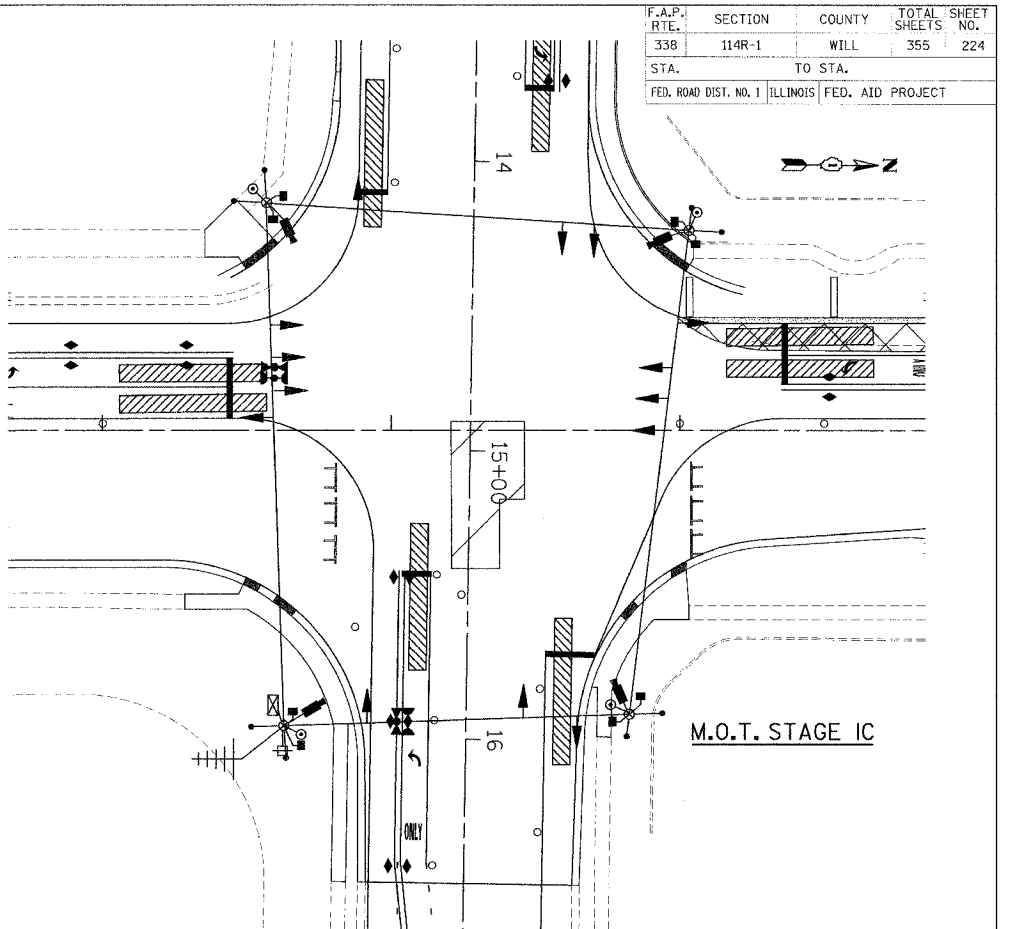 F.A.P. RTE. SECTION COUNTY TOTAL SHEETS SHEET NO.
338 114R-1 WILL 355 224
STA. TO STA.
FED. ROAD DIST. NO. 1 ILLINOIS FED. AID PROJECT
14
N
15+00
16
M.O.T. STAGE IC
ONLY